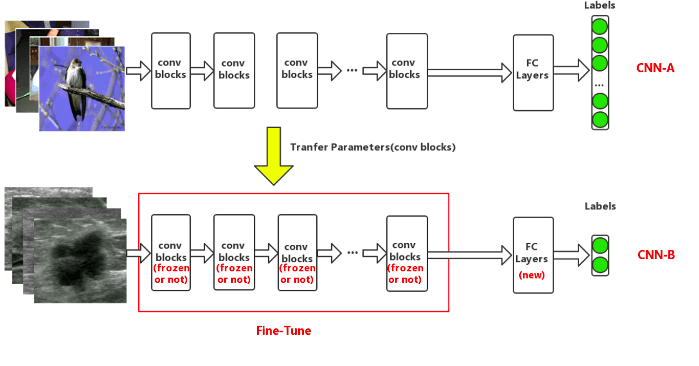 Labels
conv
blocks
conv
blocks
conv
blocks
...
conv
blocks
FC
Layers
...
CNN-A
Tranfer Parameters(conv blocks)
Labels
conv
blocks
(frozen
or not)
conv
blocks
(frozen
or not)
conv
blocks
(frozen
or not)
...
conv
blocks
(frozen
or not)
FC
Layers
(new)
CNN-B
Fine-Tune